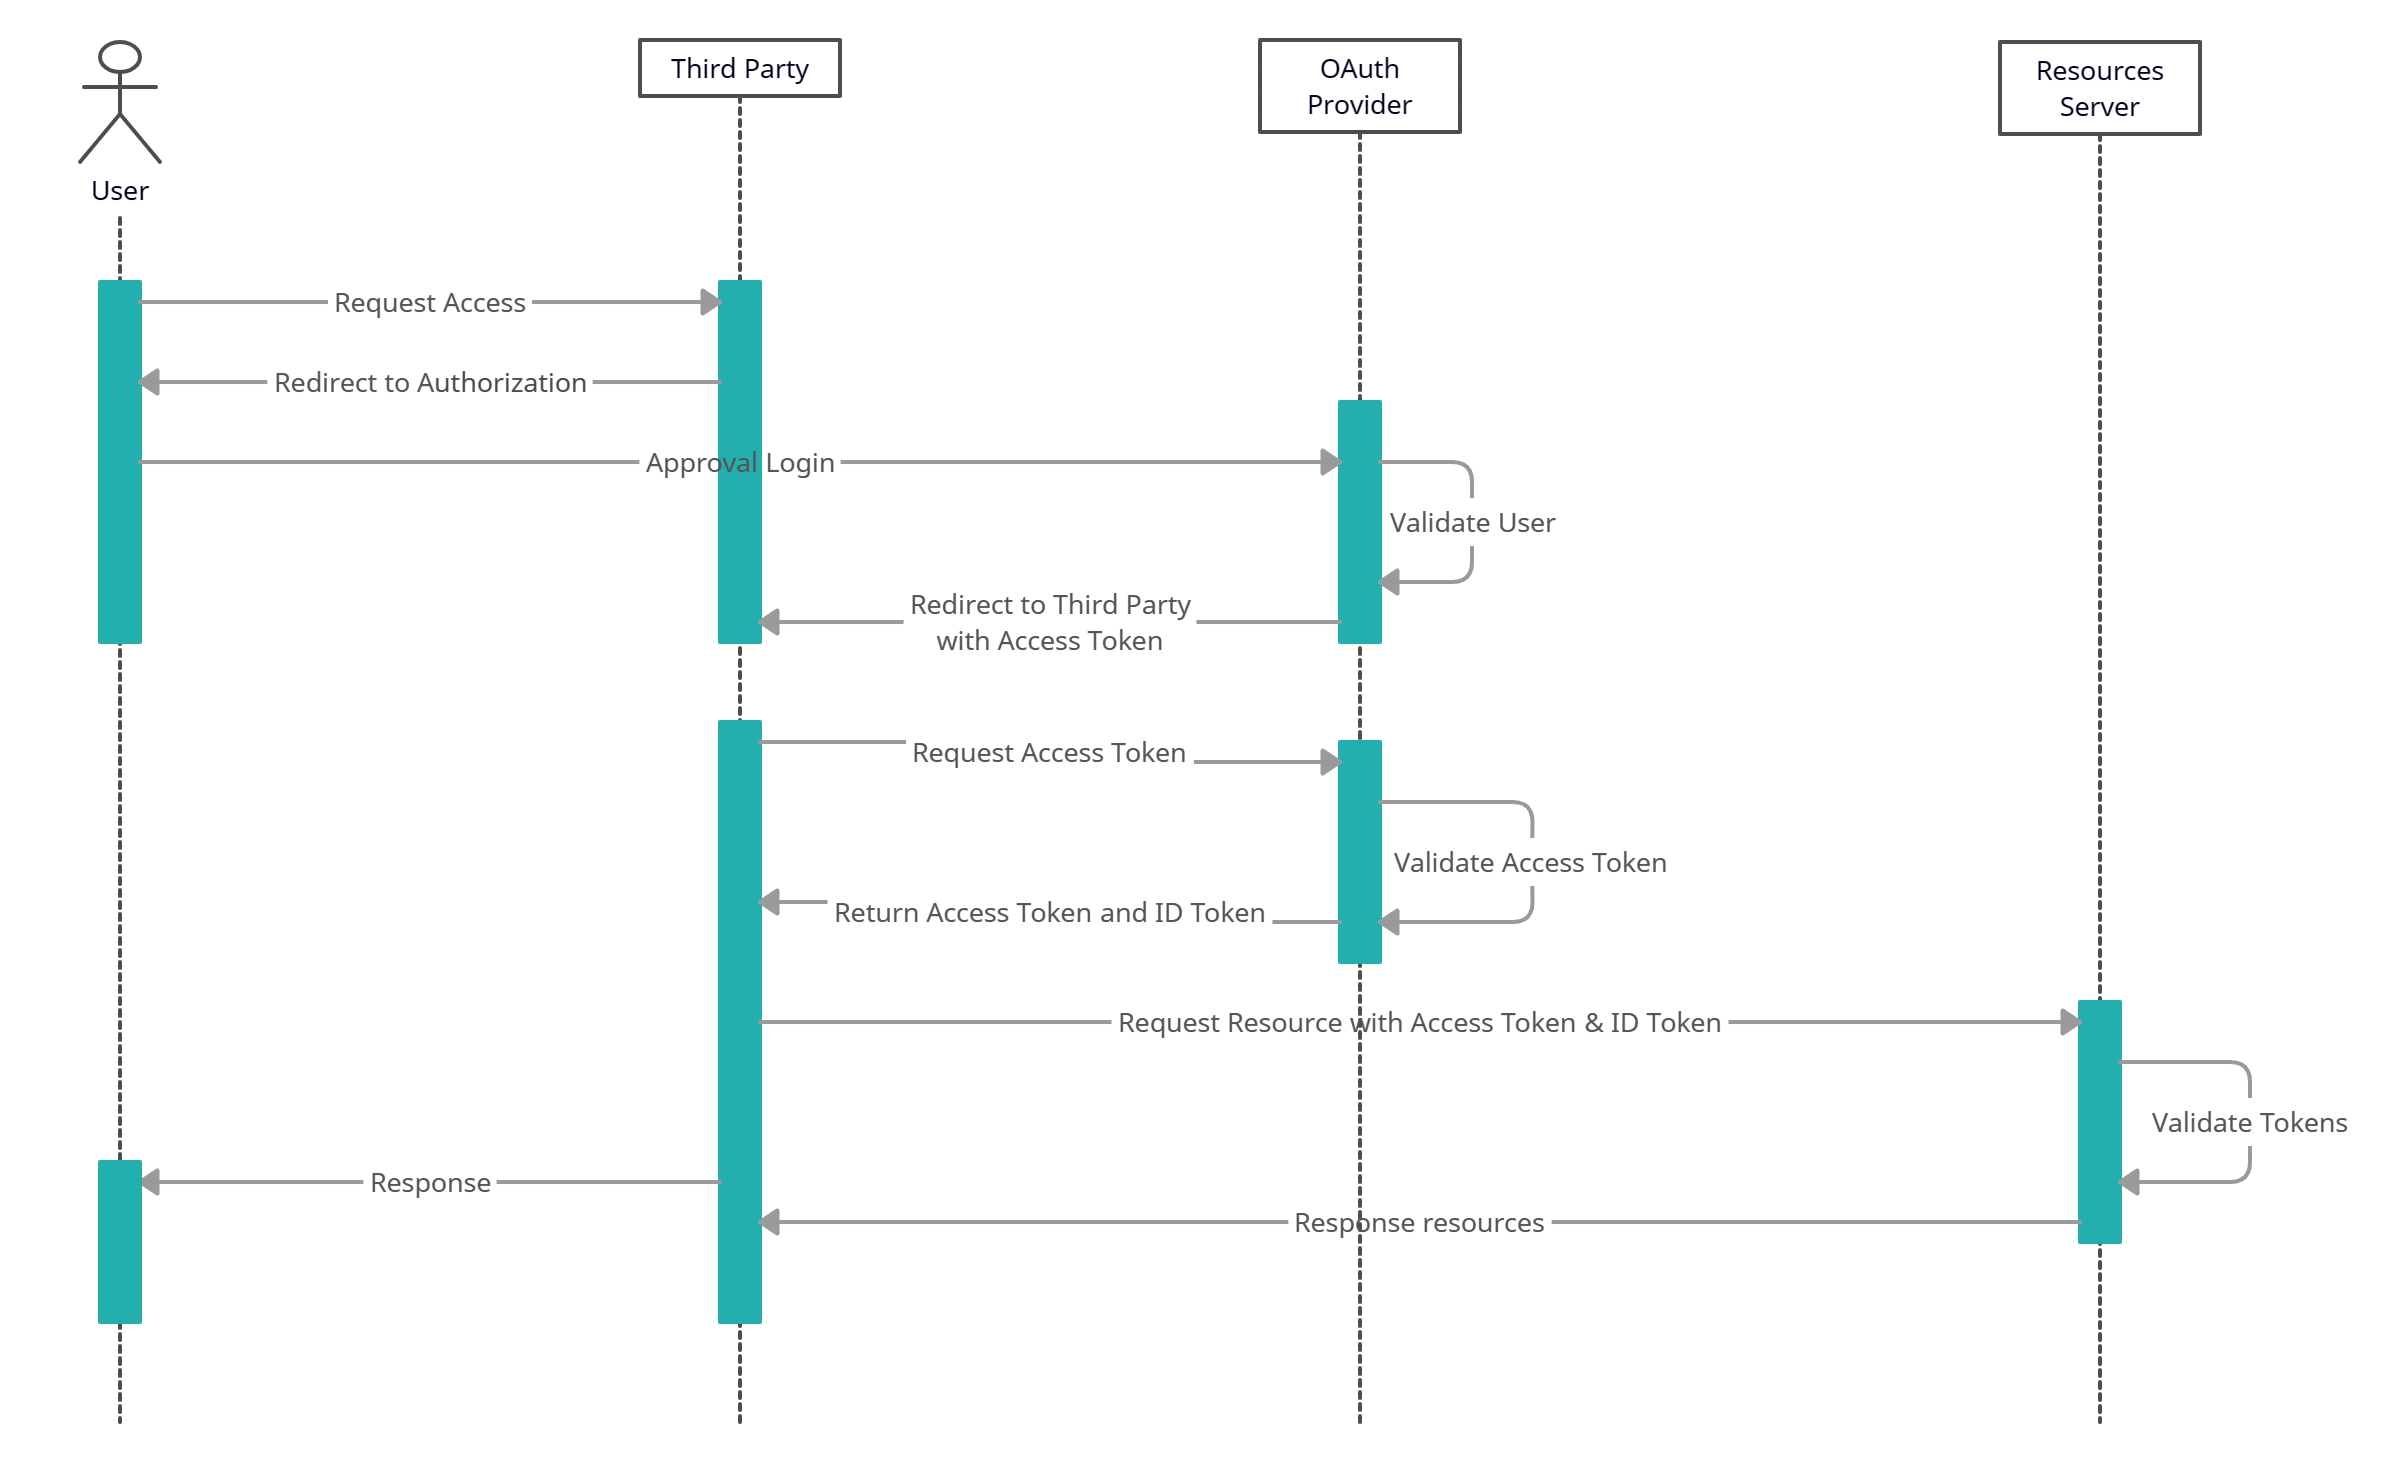 Third Party
OAuth
Provider
Resources
Server
User
Request Access
Redirect to Authorization
Approval Login
Validate User
Redirect to Third Party
with Access Token
Request Access Token
Validate Access Token
Return Access Token and ID Token
Request Resource with Access Token & ID Token
Validate Tokens
Response
Response resources